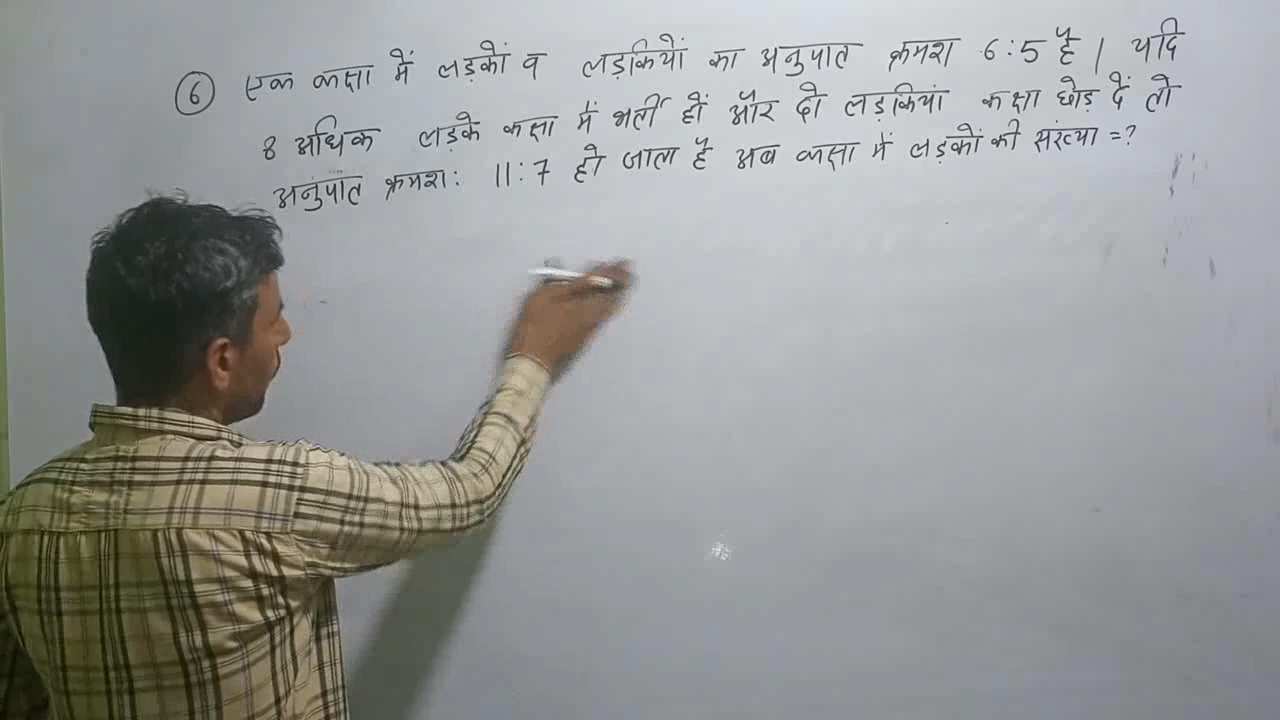 ⑥ एक कक्षा में लड़कों व लड़कियों का अनुपात क्रमश 6:5 है। यदि
8 अधिक लड़के कक्षा में भर्ती हों और दो लड़कियां कक्षा छोड़ दें तो
अनुपात क्रमश: 11:7 हो जाता है अब कक्षा में लड़कों की संख्या =?